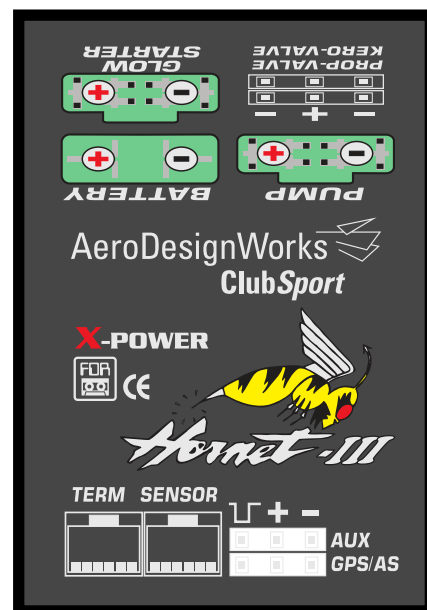 GLOW
STARTER
PROP-VALVE
KERO-VALVE
+ -
- + -
BATTERY
+ -
PUMP
+ -
AeroDesignWorks
ClubSport
X-POWER
FDR
CE
Hornet-III
TERM SENSOR
+ -
AUX
GPS/AS